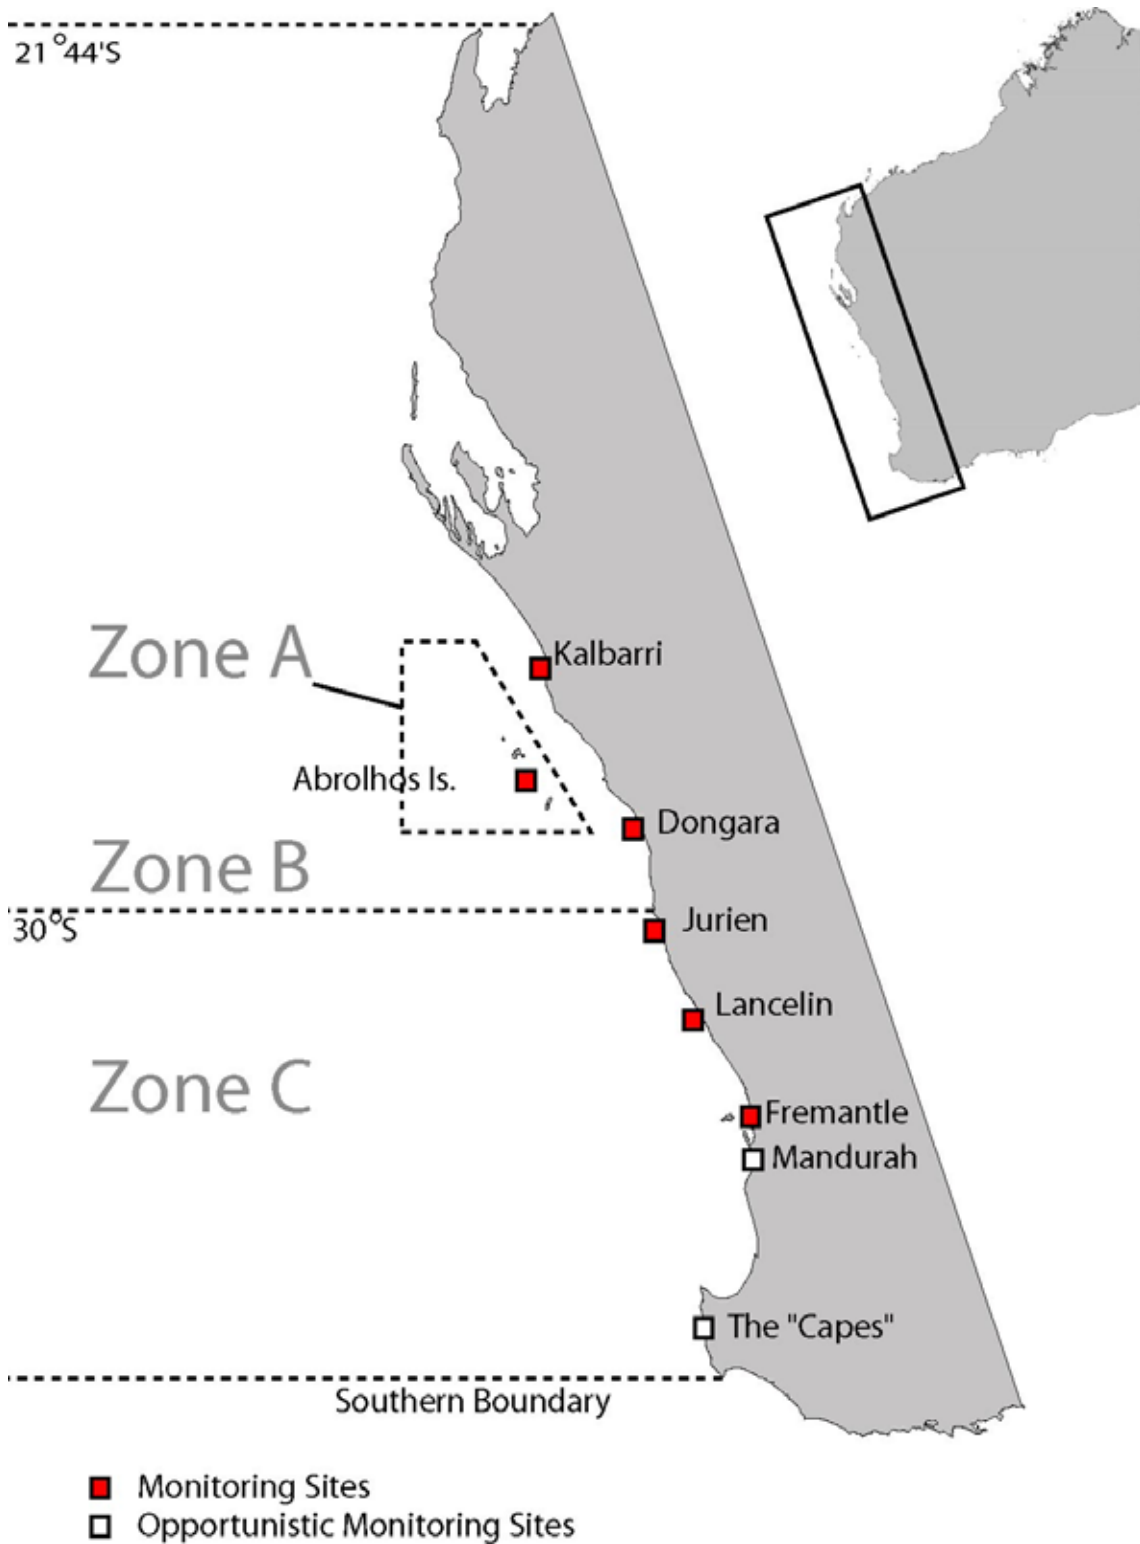 21°44'S
Zone A
Kalbarri
Abrolhos Is.
Dongara
Zone B
30°S
Jurien
Lancelin
Zone C
Fremantle
Mandurah
The "Capes"
Southern Boundary
Monitoring Sites
Opportunistic Monitoring Sites